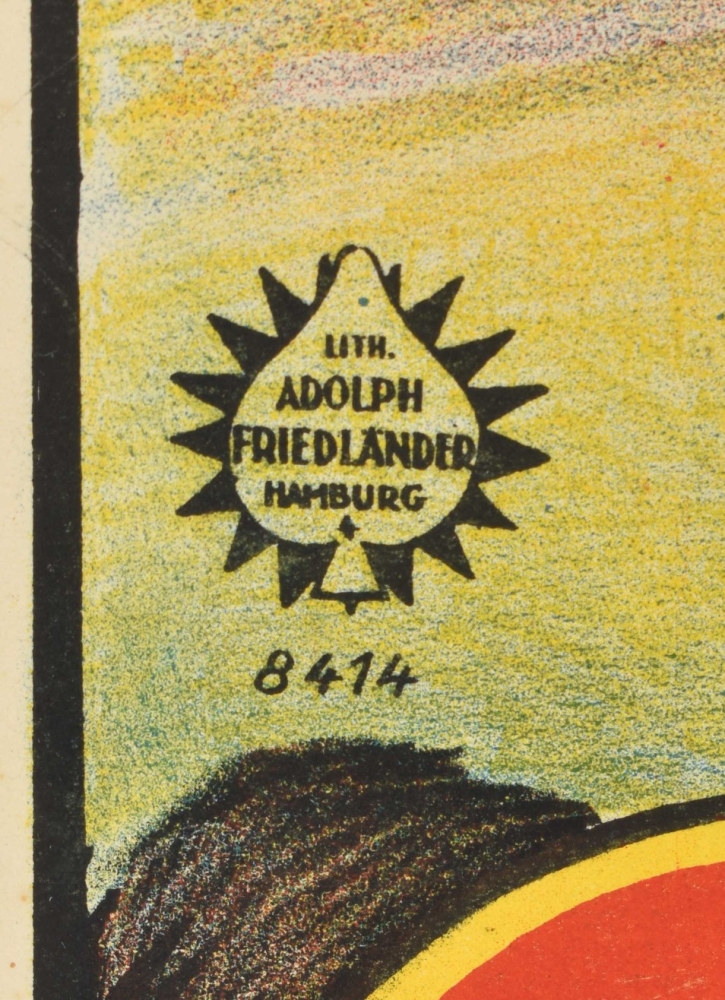 LITH.
ADOLPH
FRIEDLÄNDER
HAMBURG
8414